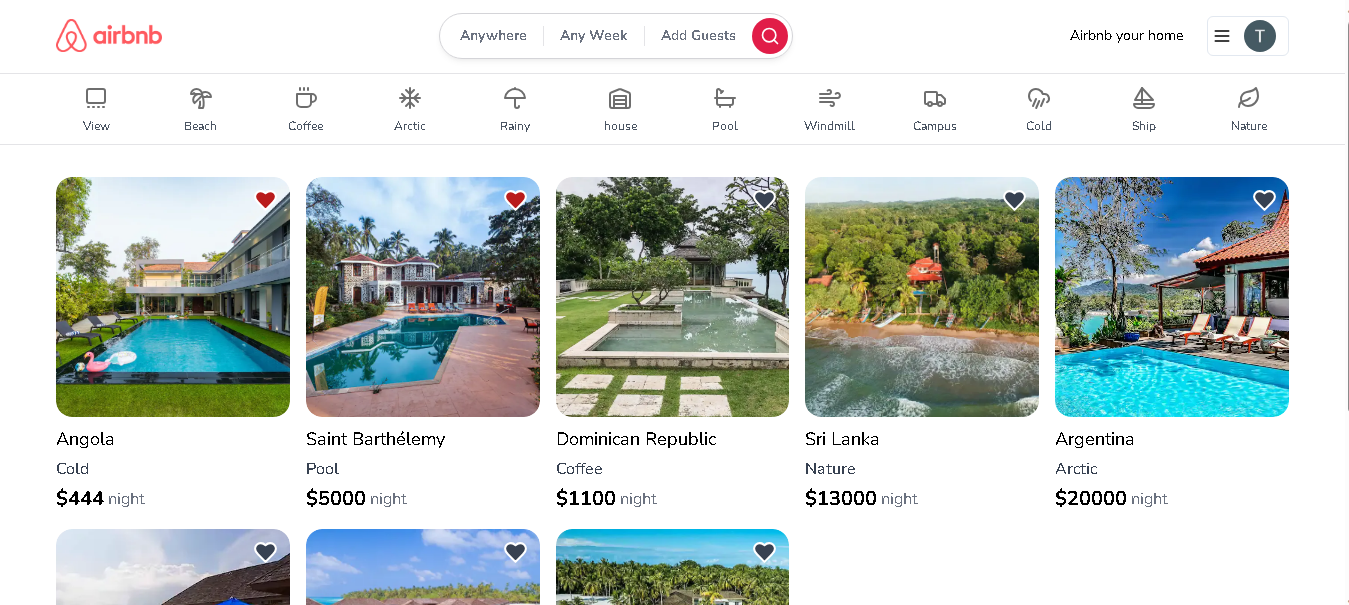 airbnb
Anywhere Any Week Add Guests
Airbnb your home
T
View Beach Coffee Arctic Rainy house Pool Windmill Campus Cold Ship Nature
Angola Saint Barthélemy Dominican Republic Sri Lanka Argentina
Cold Pool Coffee Nature Arctic
$444 night $5000 night $1100 night $13000 night $20000 night